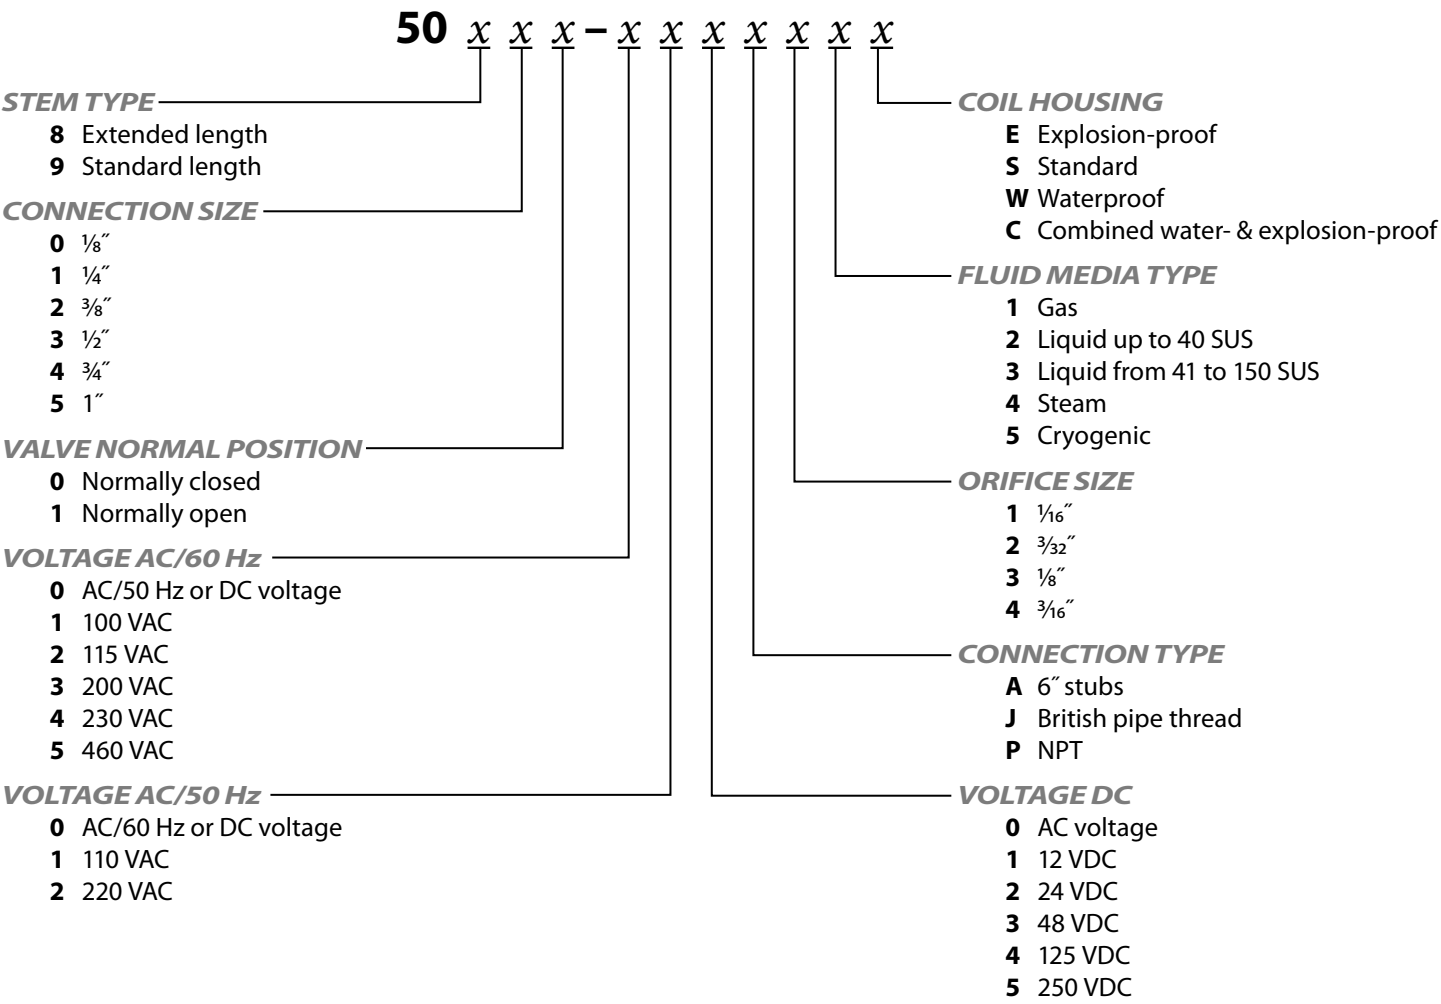 50 x x x – x x x x x x x
STEM TYPE
8 Extended length
9 Standard length
CONNECTION SIZE
0 ⅛˝
1 ¼˝
2 ⅜˝
3 ½˝
4 ¾˝
5 1˝
VALVE NORMAL POSITION
0 Normally closed
1 Normally open
VOLTAGE AC/60 Hz
0 AC/50 Hz or DC voltage
1 100 VAC
2 115 VAC
3 200 VAC
4 230 VAC
5 460 VAC
VOLTAGE AC/50 Hz
0 AC/60 Hz or DC voltage
1 110 VAC
2 220 VAC
COIL HOUSING
E Explosion-proof
S Standard
W Waterproof
C Combined water- & explosion-proof
FLUID MEDIA TYPE
1 Gas
2 Liquid up to 40 SUS
3 Liquid from 41 to 150 SUS
4 Steam
5 Cryogenic
ORIFICE SIZE
1 1⁄16˝
2 3⁄32˝
3 ⅛˝
4 3⁄16˝
CONNECTION TYPE
A 6˝ stubs
J British pipe thread
P NPT
VOLTAGE DC
0 AC voltage
1 12 VDC
2 24 VDC
3 48 VDC
4 125 VDC
5 250 VDC